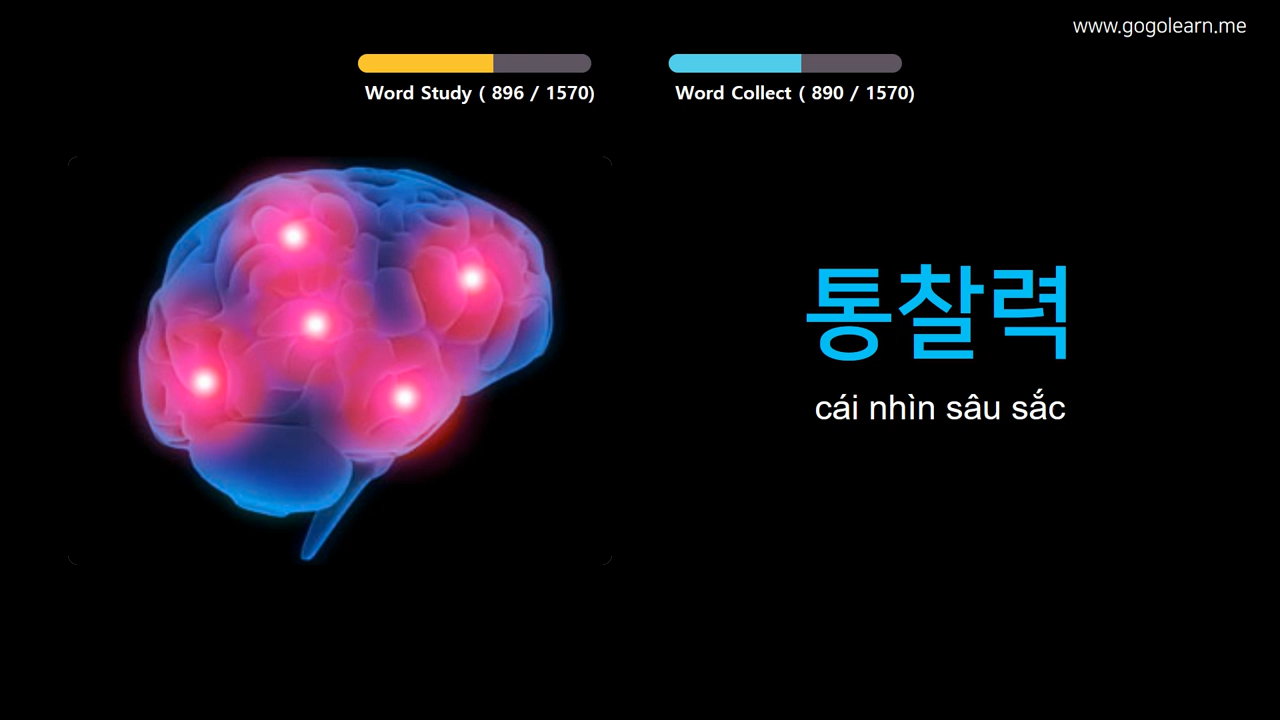 www.gogolearn.me
Word Study ( 896 / 1570)
Word Collect ( 890 / 1570)
통찰력
cái nhìn sâu sắc